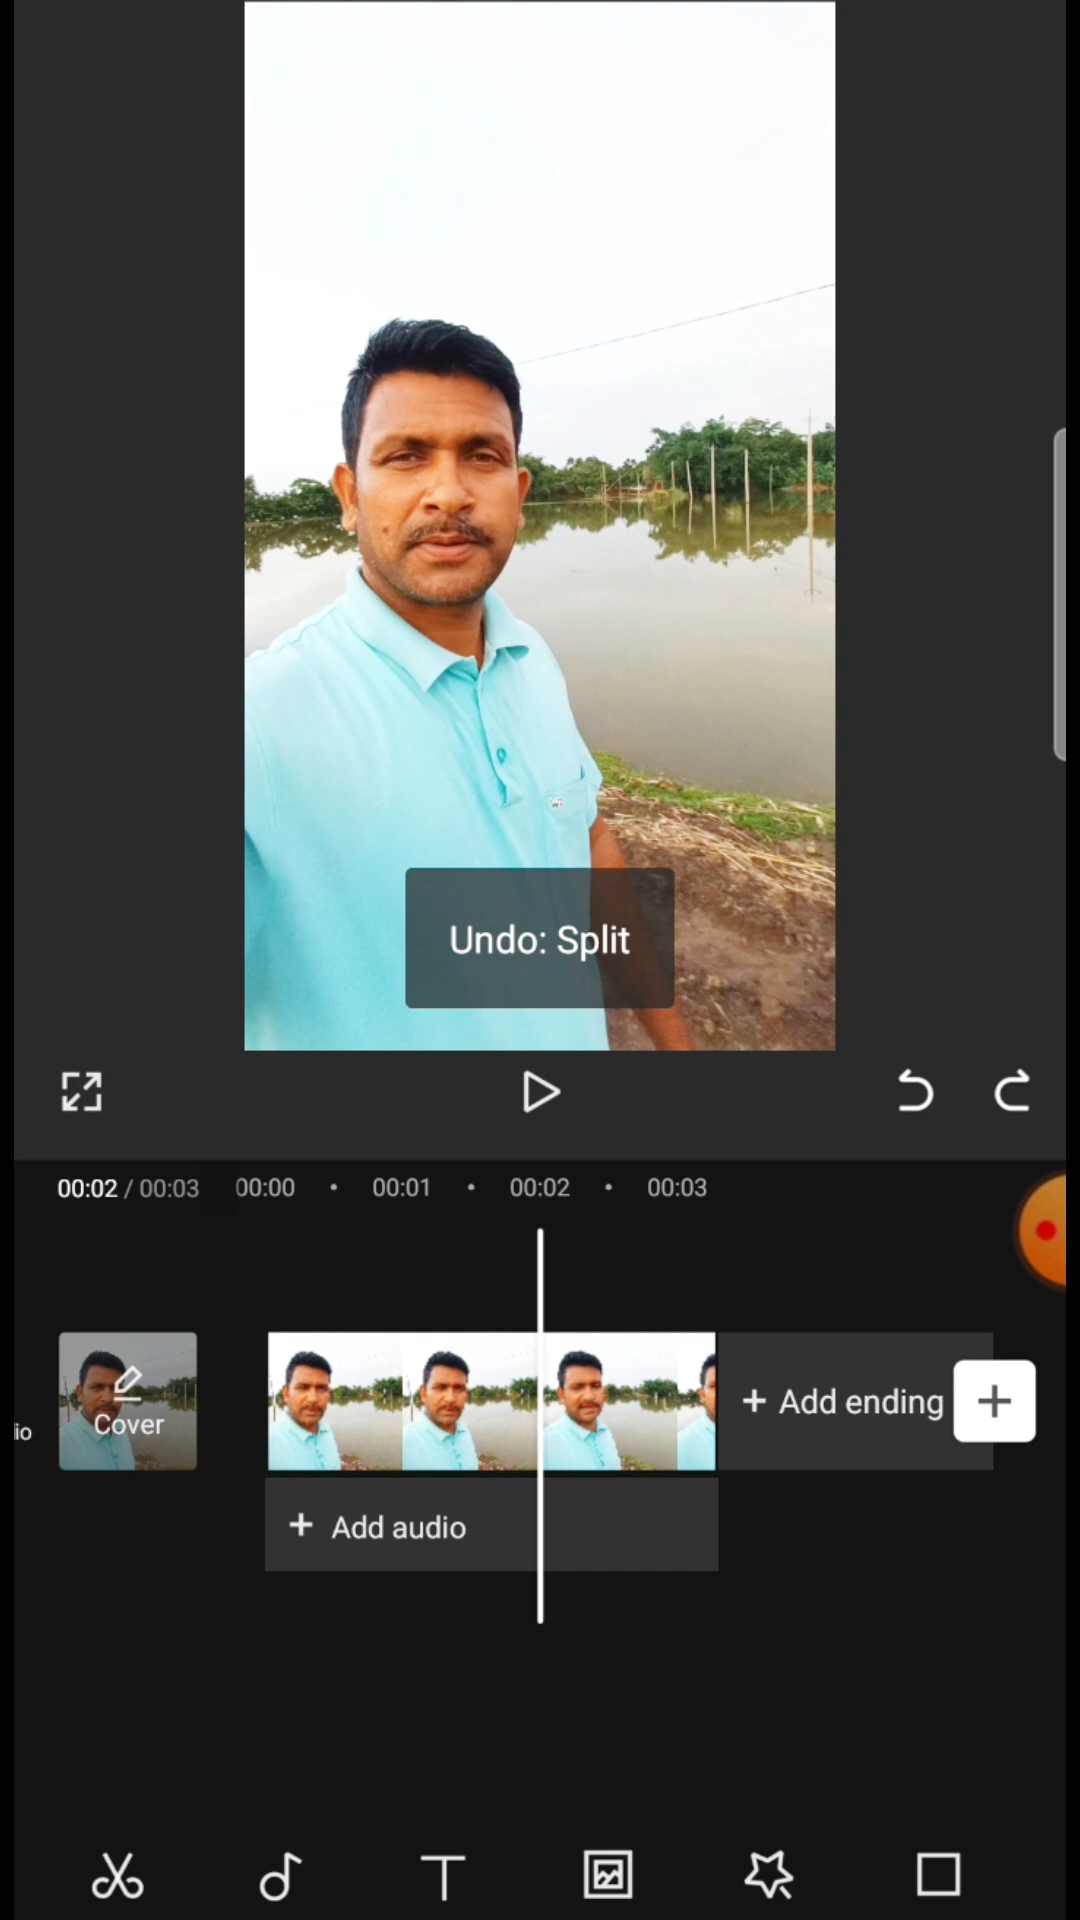 Undo: Split
00:02 / 00:03 00:00 00:01 00:02 00:03
Cover
io
+ Add ending
+ Add audio